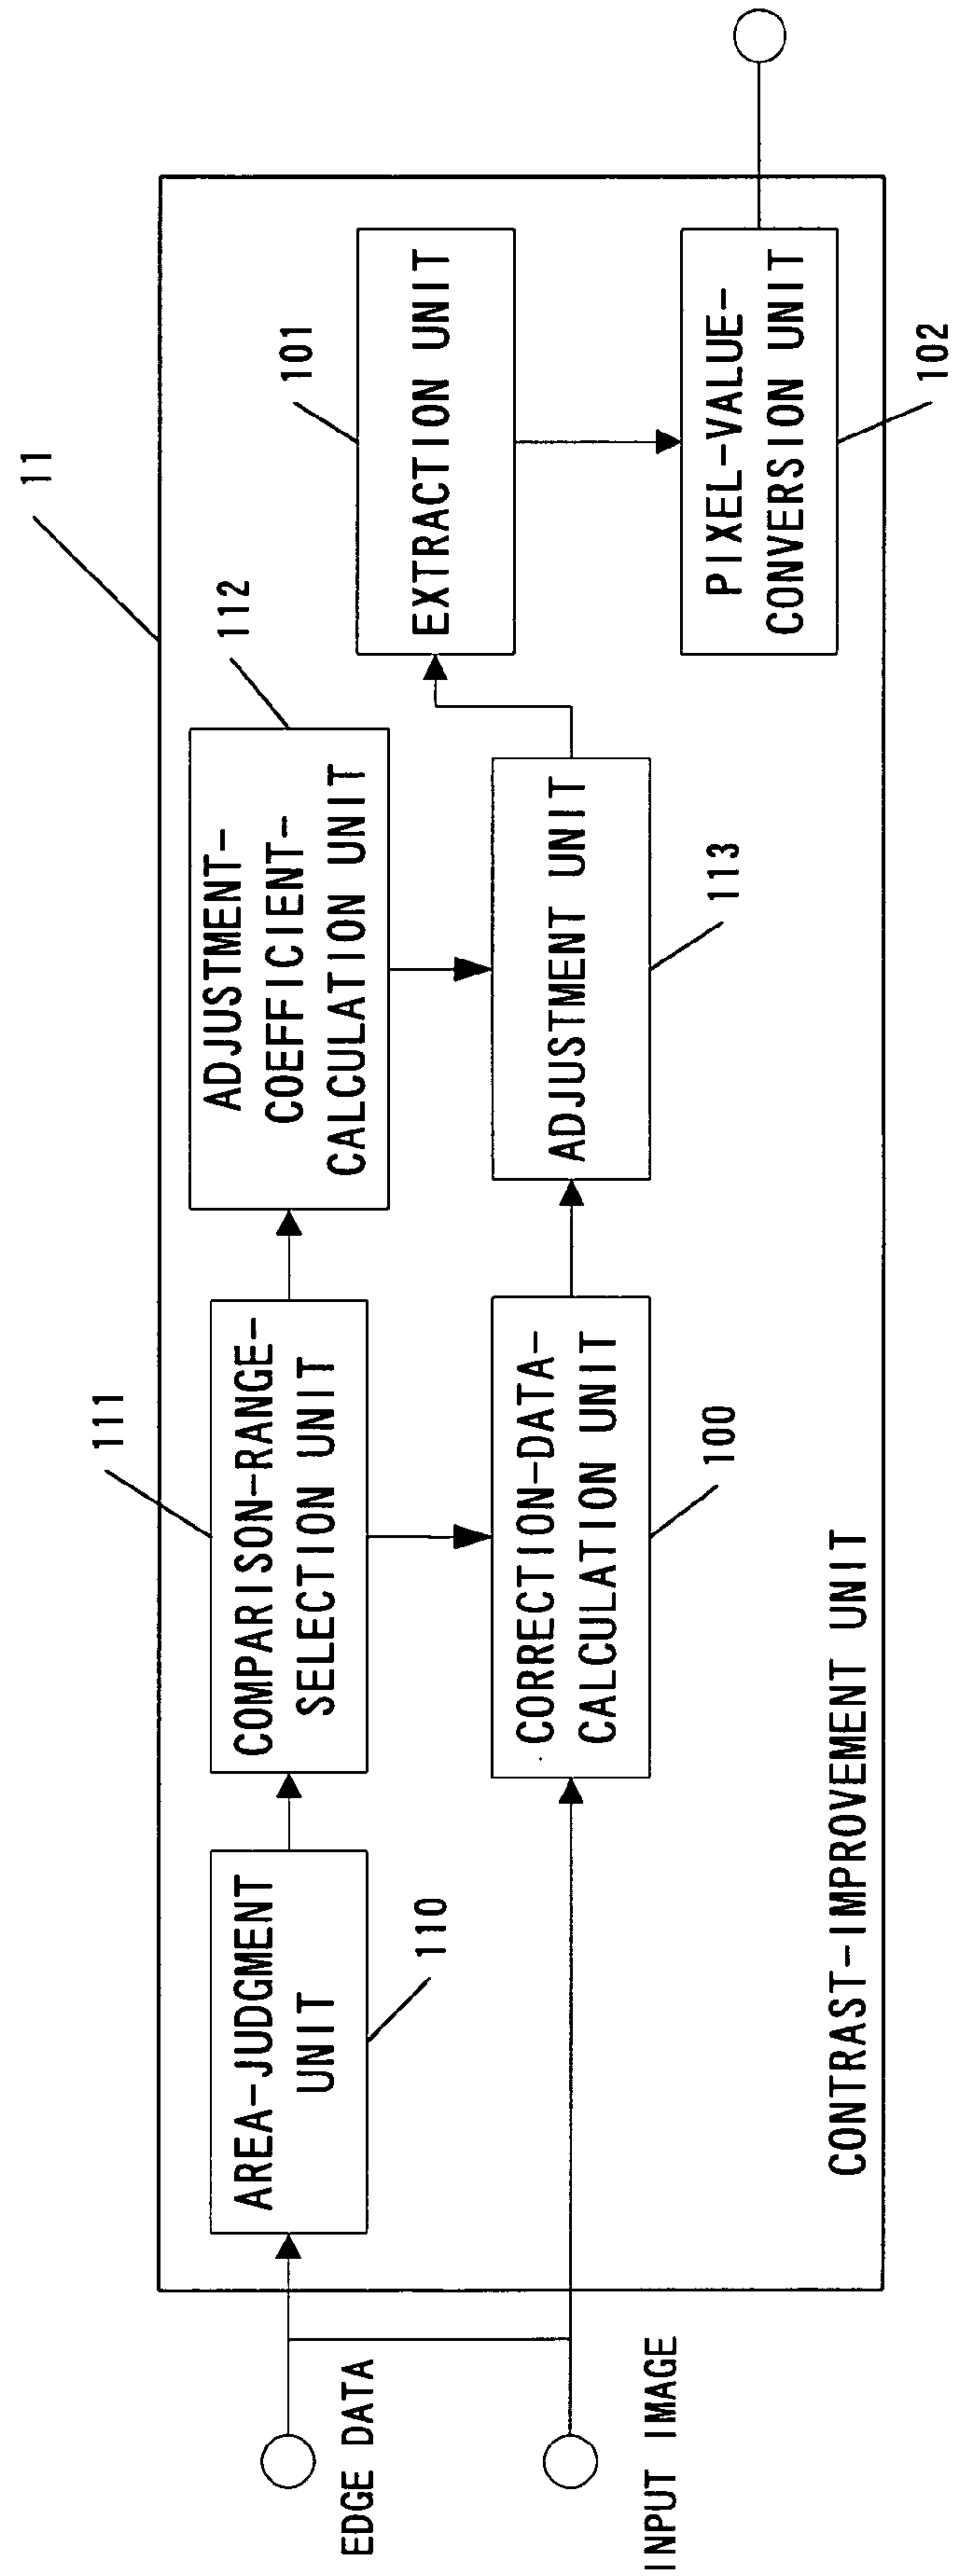 11
111
112
101
AREA-JUDGMENT
UNIT
COMPARISON-RANGE-
SELECTION UNIT
ADJUSTMENT-
COEFFICIENT-
CALCULATION UNIT
EXTRACTION UNIT
110
EDGE DATA
CORRECTION-DATA-
CALCULATION UNIT
ADJUSTMENT UNIT
PIXEL-VALUE-
CONVERSION UNIT
INPUT IMAGE
100
113
102
CONTRAST-IMPROVEMENT UNIT